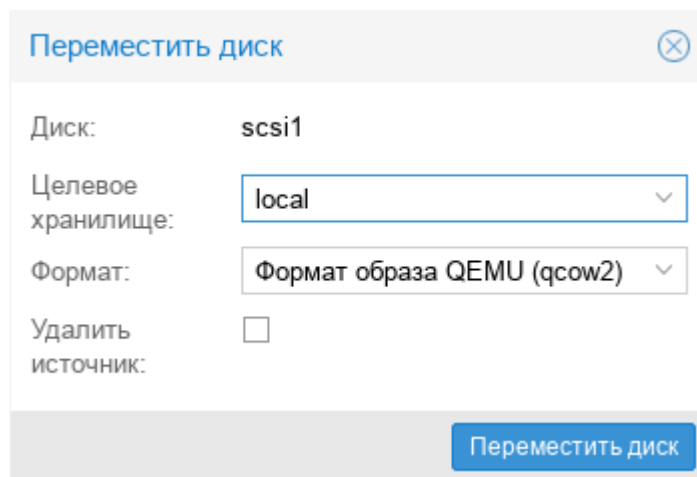 Переместить диск
Диск: scsi1
Целевое
хранилище: local
Формат: Формат образа QEMU (qcow2)
Удалить
источник:
Переместить диск